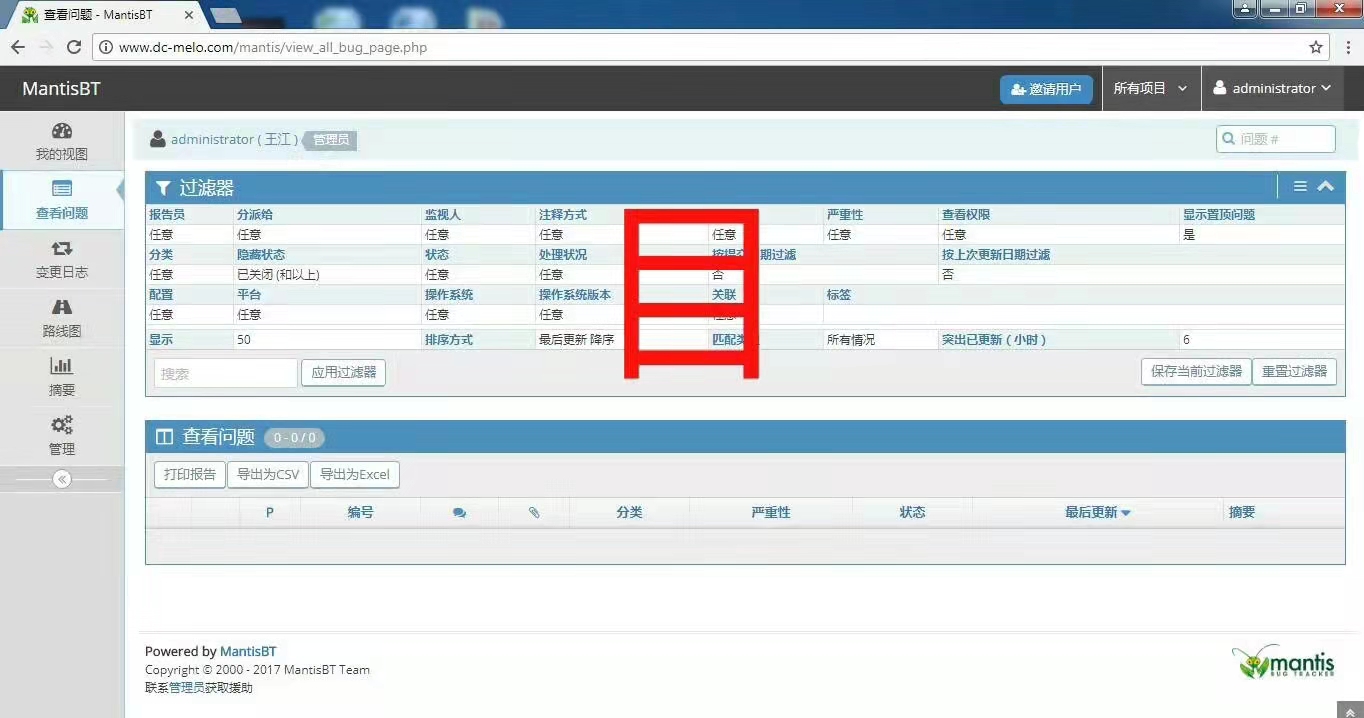 查看问题 - MantisBT
www.dc-melo.com/mantis/view_all_bug_page.php
MantisBT 邀请用户 所有项目 administrator
我的视图
查看问题
变更日志
路线图
摘要
管理
administrator ( 王江 ) 管理员 问题 #
过滤器
报告员 分派给 监视人 注释方式 严重性 查看权限 显示置顶问题
任意 任意 任意 任意 任意 任意 任意 是
分类 隐藏状态 状态 处理状况 期过滤 按上次更新日期过滤
任意 已关闭 (和以上) 任意 任意 否 否
配置 平台 操作系统 操作系统版本 关联 标签
任意 任意 任意 任意
显示 50 排序方式 最后更新 降序 匹配 所有情况 突出已更新 ( 小时 ) 6
搜索 应用过滤器 保存当前过滤器 重置过滤器
目
查看问题 0 - 0 / 0
打印报告 导出为CSV 导出为Excel
P 编号 分类 严重性 状态 最后更新 摘要
Powered by MantisBT
Copyright © 2000 - 2017 MantisBT Team
联系管理员获取援助
mantis
BUG TRACKER